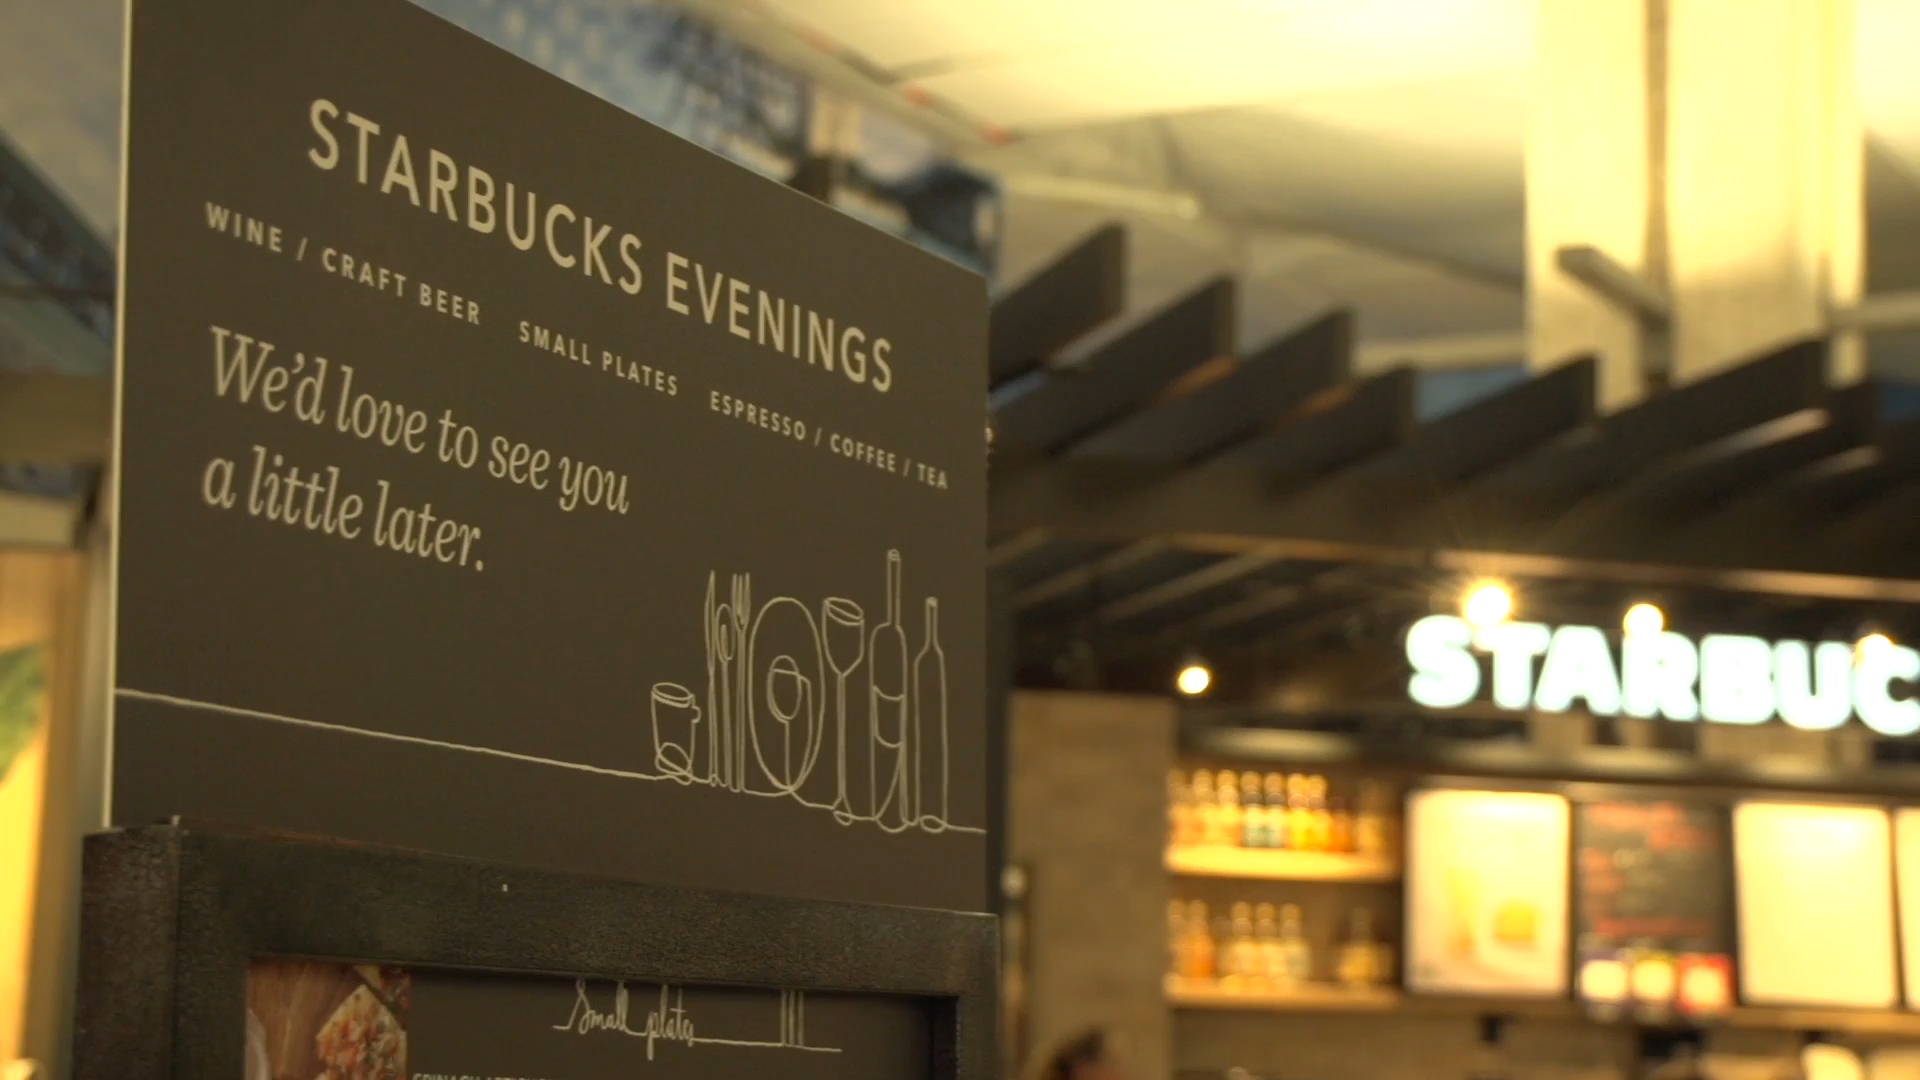 STARBUCKS EVENINGS
WINE / CRAFT BEER SMALL PLATES ESPRESSO / COFFEE / TEA
We'd love to see you
a little later.
STARBUC
Small plates